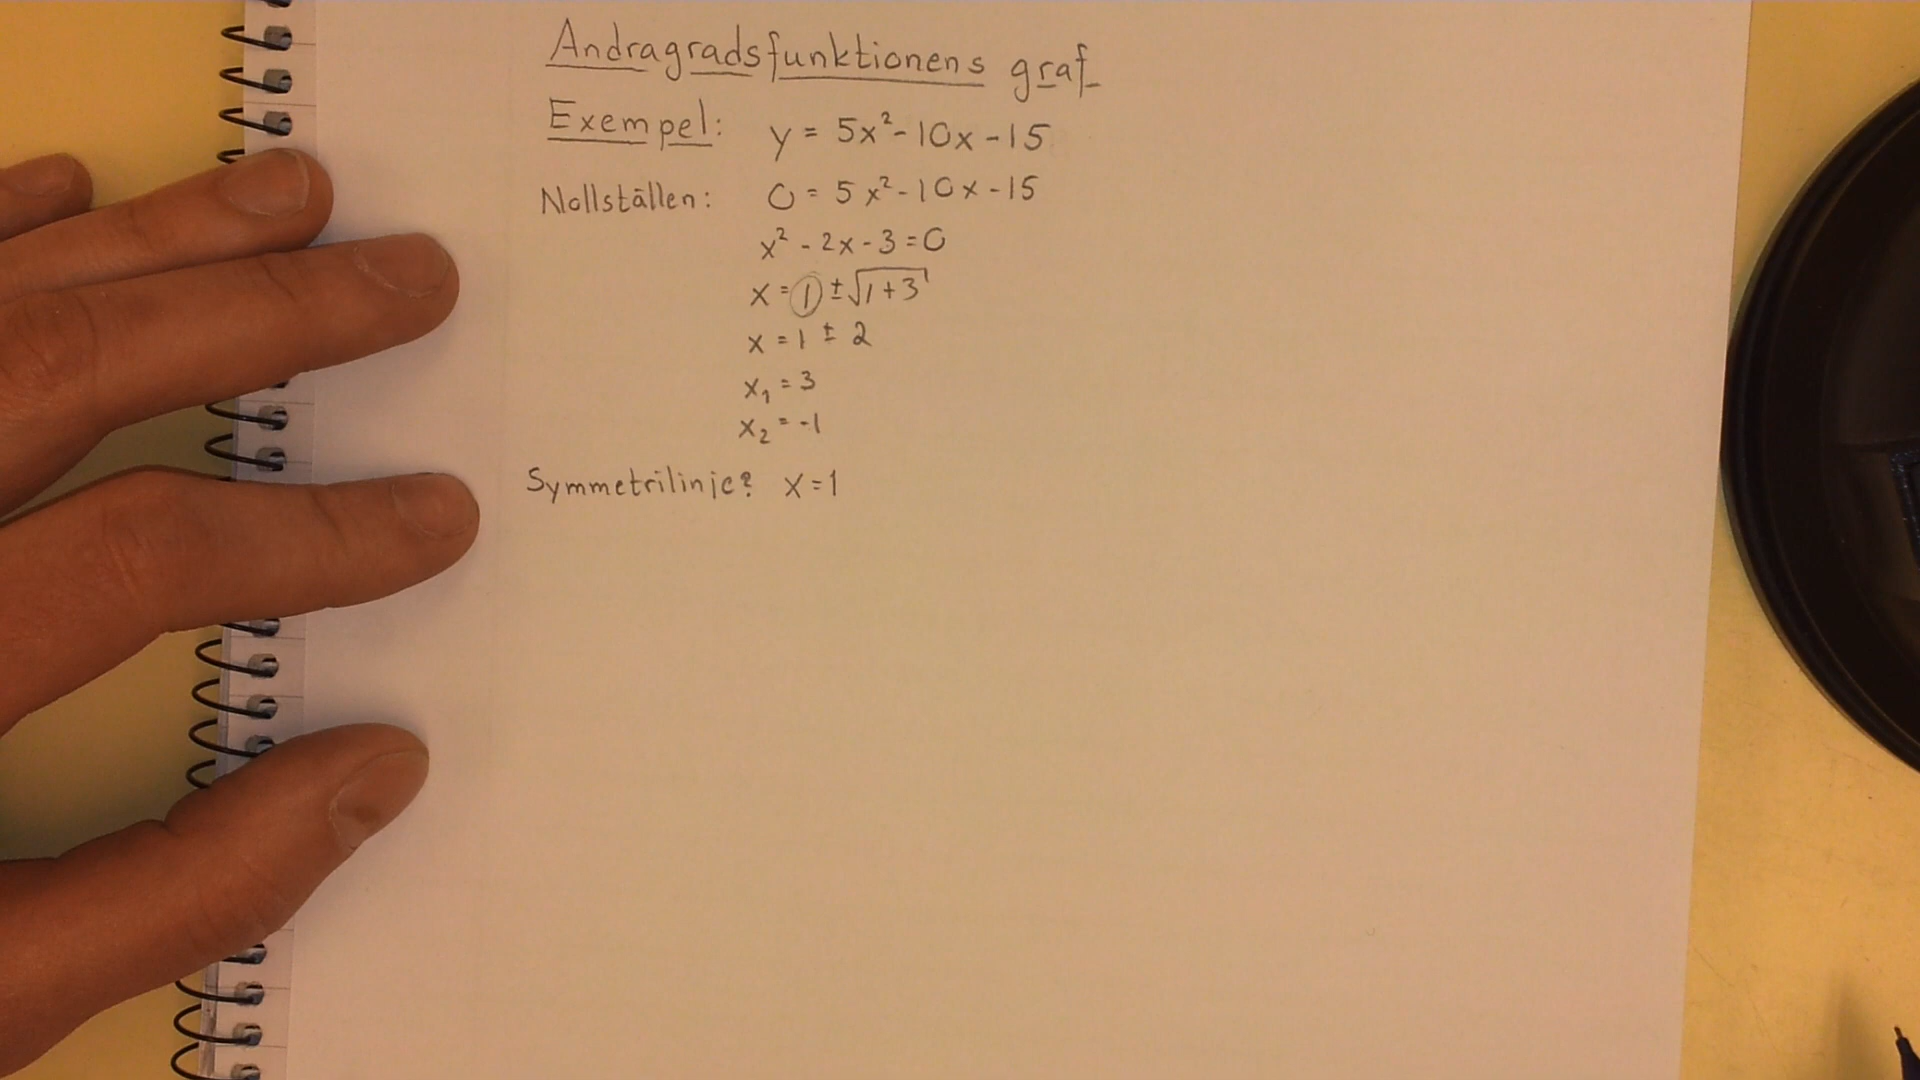 Andragradsfunktionens graf
Exempel: y = 5x² - 10x - 15
Nollställen: 0 = 5x² - 10x - 15
x² - 2x - 3 = 0
x = 1 ± √1+3
x = 1 ± 2
x₁ = 3
x₂ = -1
Symmetrilinje? x = 1